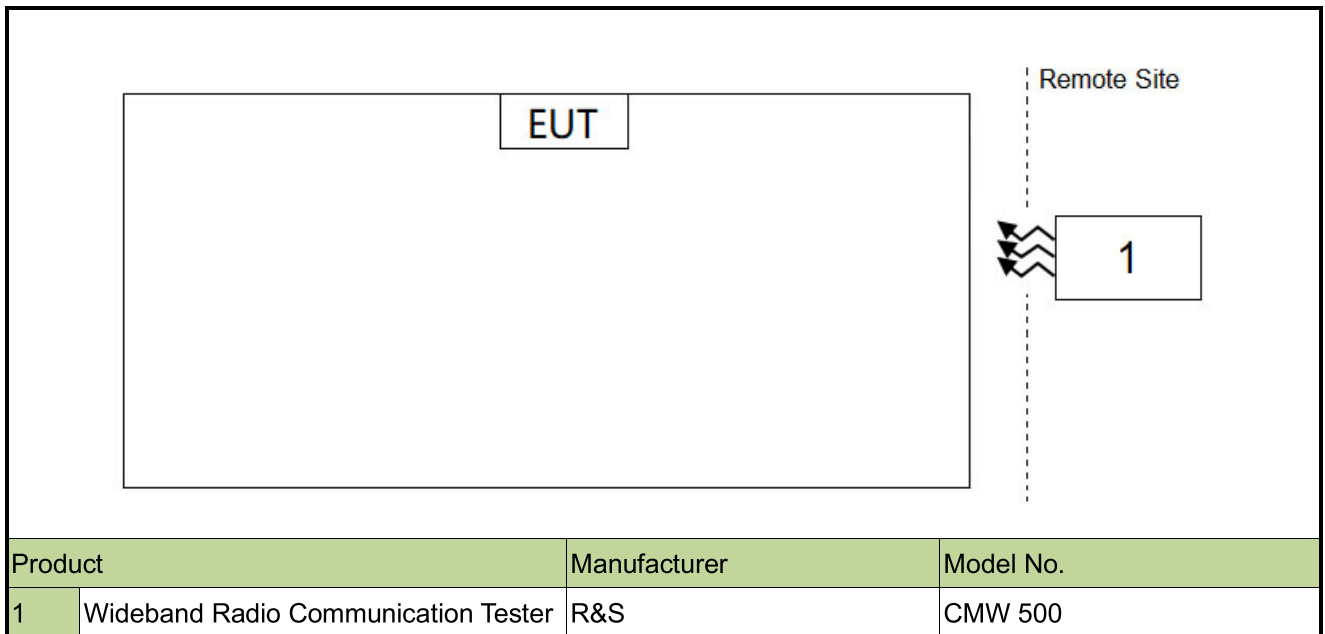 Remote Site
EUT
1
Product Manufacturer Model No.
1 Wideband Radio Communication Tester R&S CMW 500